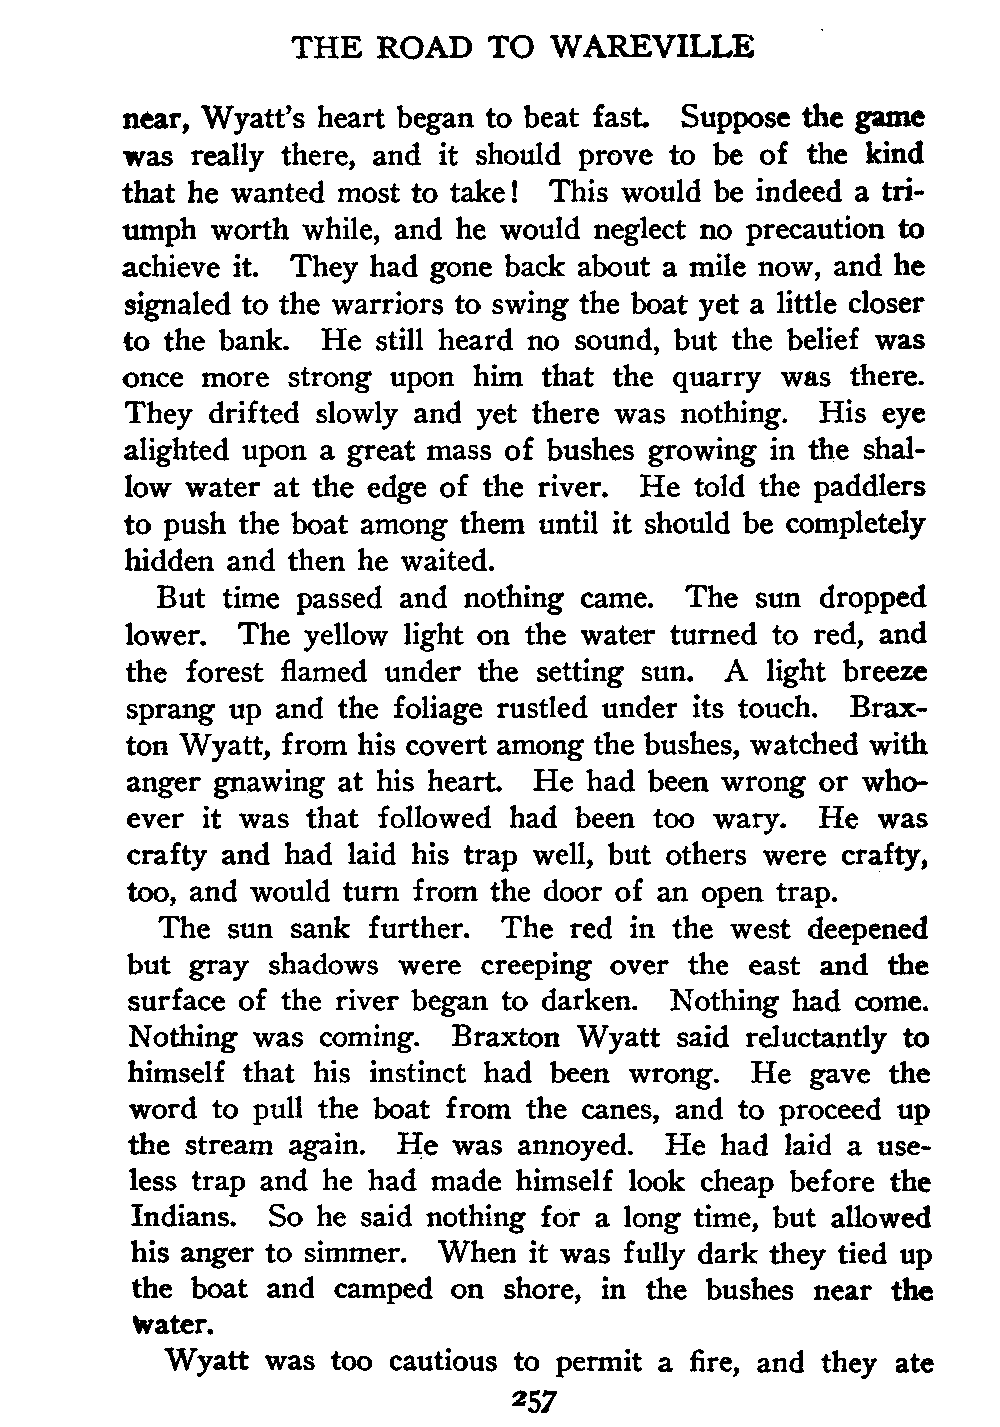 THE ROAD TO WAREVILLE
near, Wyatt's heart began to beat fast. Suppose the game
was really there, and it should prove to be of the kind
that he wanted most to take! This would be indeed a tri-
umph worth while, and he would neglect no precaution to
achieve it. They had gone back about a mile now, and he
signaled to the warriors to swing the boat yet a little closer
to the bank. He still heard no sound, but the belief was
once more strong upon him that the quarry was there.
They drifted slowly and yet there was nothing. His eye
alighted upon a great mass of bushes growing in the shal-
low water at the edge of the river. He told the paddlers
to push the boat among them until it should be completely
hidden and then he waited.
But time passed and nothing came. The sun dropped
lower. The yellow light on the water turned to red, and
the forest flamed under the setting sun. A light breeze
sprang up and the foliage rustled under its touch. Brax-
ton Wyatt, from his covert among the bushes, watched with
anger gnawing at his heart. He had been wrong or who-
ever it was that followed had been too wary. He was
crafty and had laid his trap well, but others were crafty,
too, and would turn from the door of an open trap.
The sun sank further. The red in the west deepened
but gray shadows were creeping over the east and the
surface of the river began to darken. Nothing had come.
Nothing was coming. Braxton Wyatt said reluctantly to
himself that his instinct had been wrong. He gave the
word to pull the boat from the canes, and to proceed up
the stream again. He was annoyed. He had laid a use-
less trap and he had made himself look cheap before the
Indians. So he said nothing for a long time, but allowed
his anger to simmer. When it was fully dark they tied up
the boat and camped on shore, in the bushes near the
water.
Wyatt was too cautious to permit a fire, and they ate
257